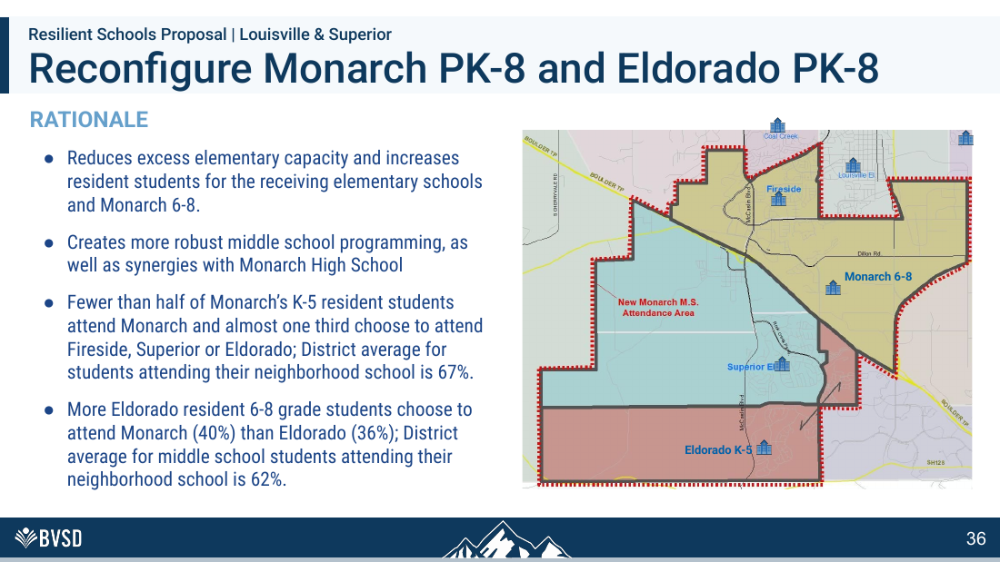 Resilient Schools Proposal | Louisville & Superior
Reconfigure Monarch PK-8 and Eldorado PK-8
RATIONALE
● Reduces excess elementary capacity and increases
resident students for the receiving elementary schools
and Monarch 6-8.
● Creates more robust middle school programming, as
well as synergies with Monarch High School
● Fewer than half of Monarch's K-5 resident students
attend Monarch and almost one third choose to attend
Fireside, Superior or Eldorado; District average for
students attending their neighborhood school is 67%.
● More Eldorado resident 6-8 grade students choose to
attend Monarch (40%) than Eldorado (36%); District
average for middle school students attending their
neighborhood school is 62%.
Coal Creek
BOULDER TP
BOULDER TP
S CHERRYVALE RD
Louisville El
Fireside
McCaslin Blvd
Dillon Rd
Monarch 6-8
New Monarch M.S.
Attendance Area
Superior El
McCaslin Blvd
BOULDER TP
Eldorado K-5
SH128
BVSD
36